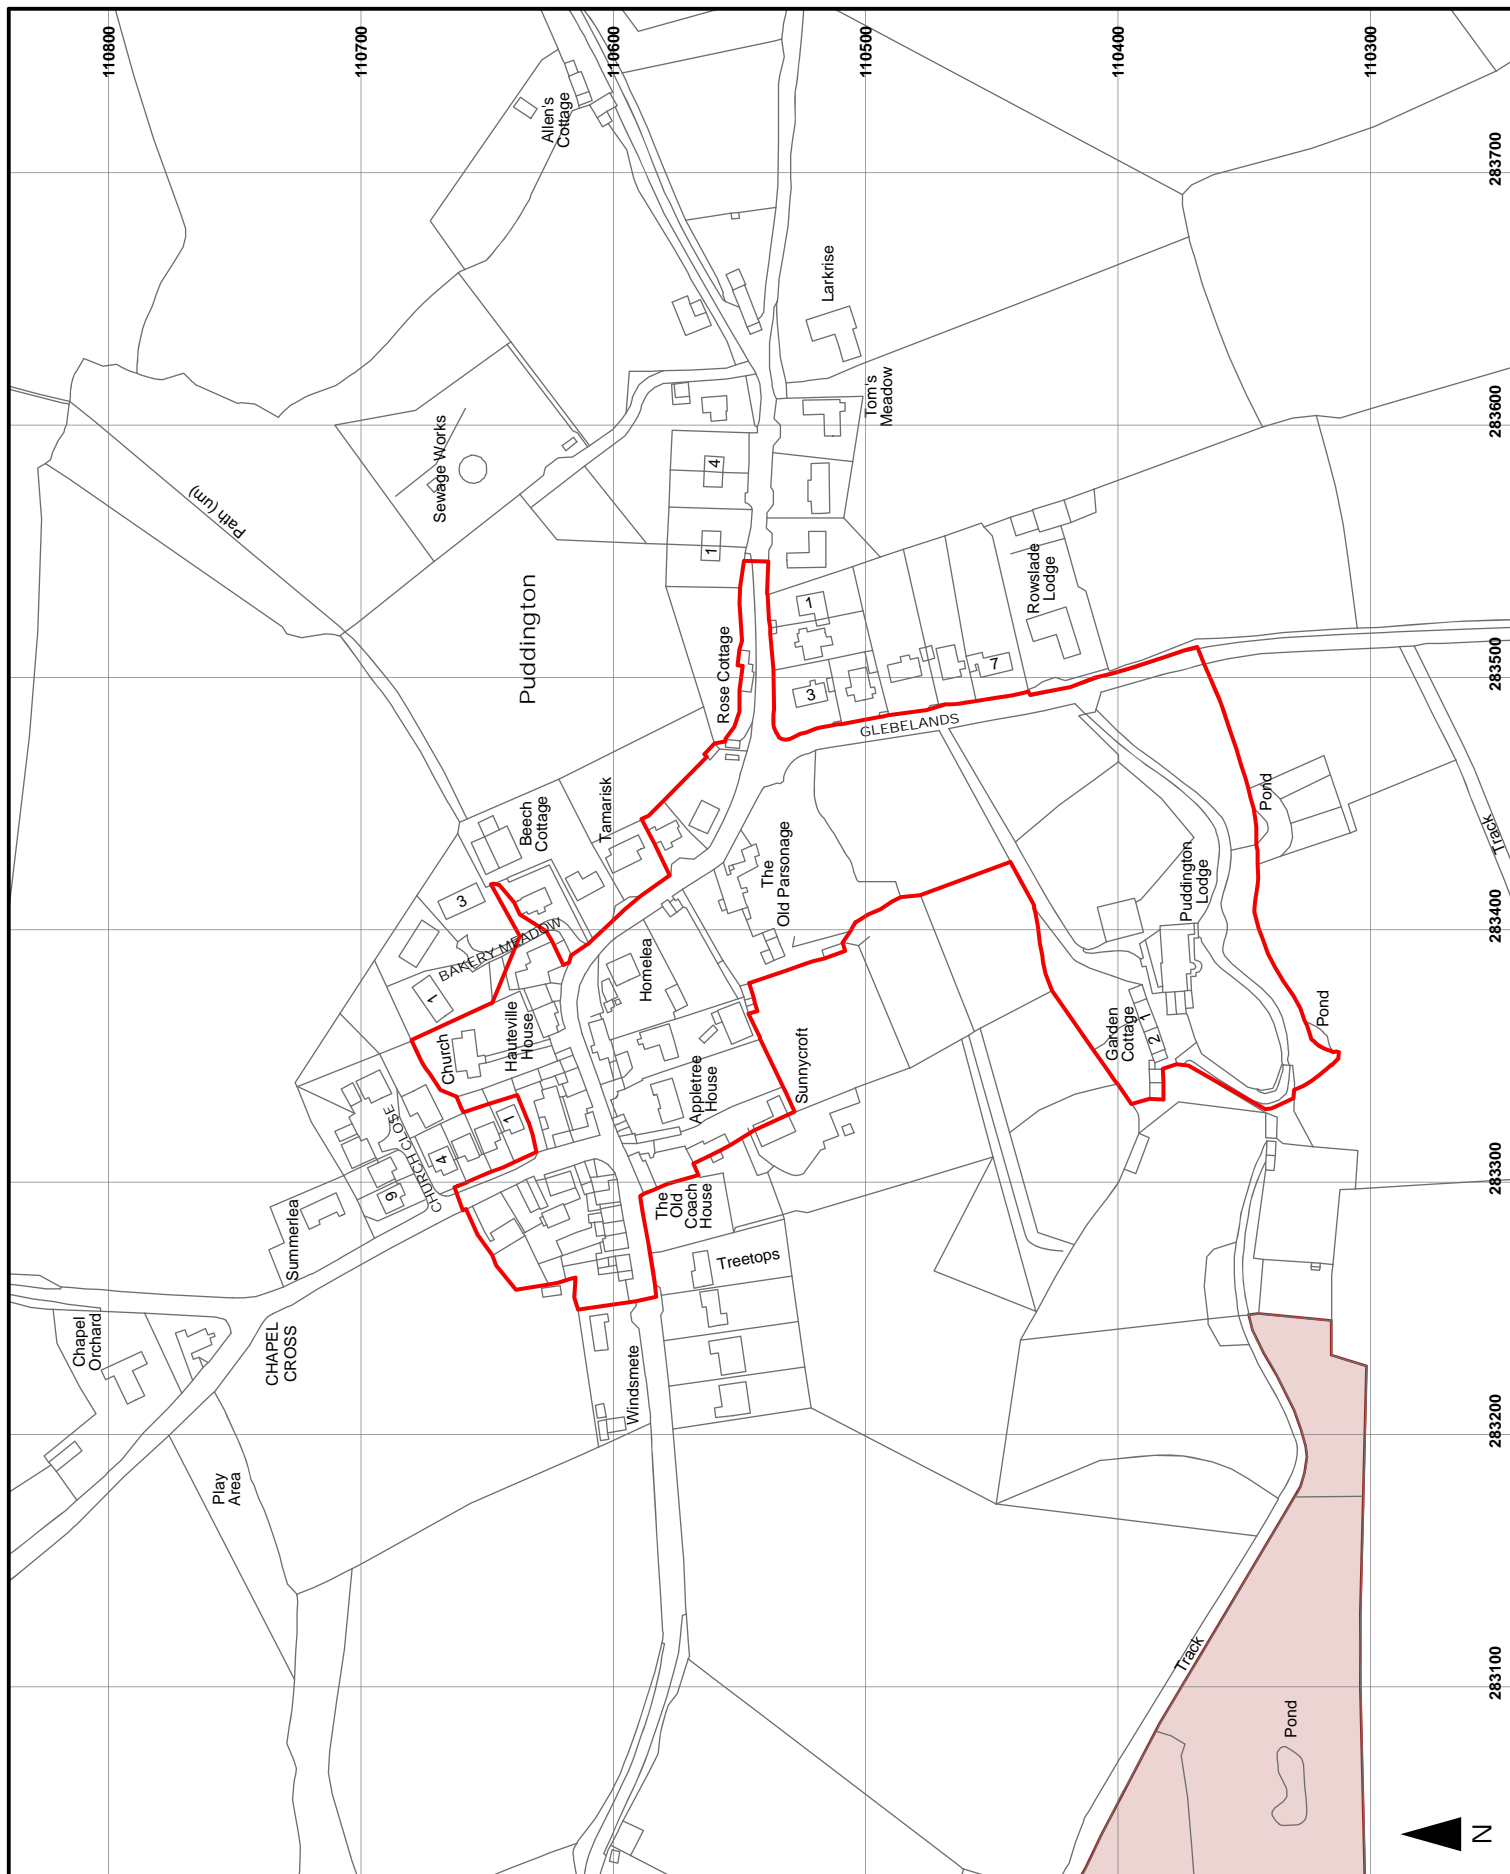 110800
110700
110600
110500
110400
110300
283700
283600
283500
283400
283300
283200
283100
Allen's
Cottage
Larkrise
Tom's
Meadow
Sewage Works
Path (um)
4
1
Puddington
Rose Cottage
1
3
7
Rowslade
Lodge
GLEBELANDS
Beech
Cottage
Tamarisk
3
BAKERY MEADOW
1
The
Old Parsonage
Homelea
Pond
Track
Puddington
Lodge
Church
Hauteville
House
Appletree
House
Sunnycroft
Garden
Cottage
1
2
Pond
CHURCH CLOSE
1
4
9
Summerlea
The
Old
Coach
House
Treetops
Chapel
Orchard
CHAPEL
CROSS
Windsmete
Play
Area
Track
Pond
N